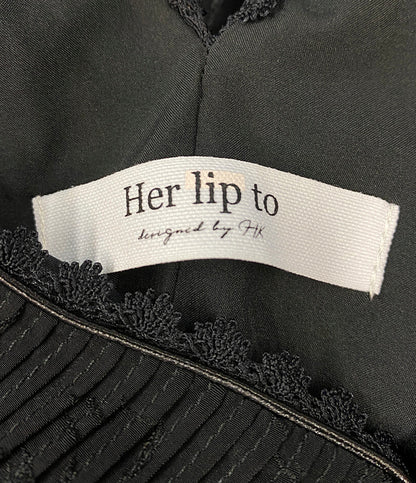 Her lip to
designed by HK